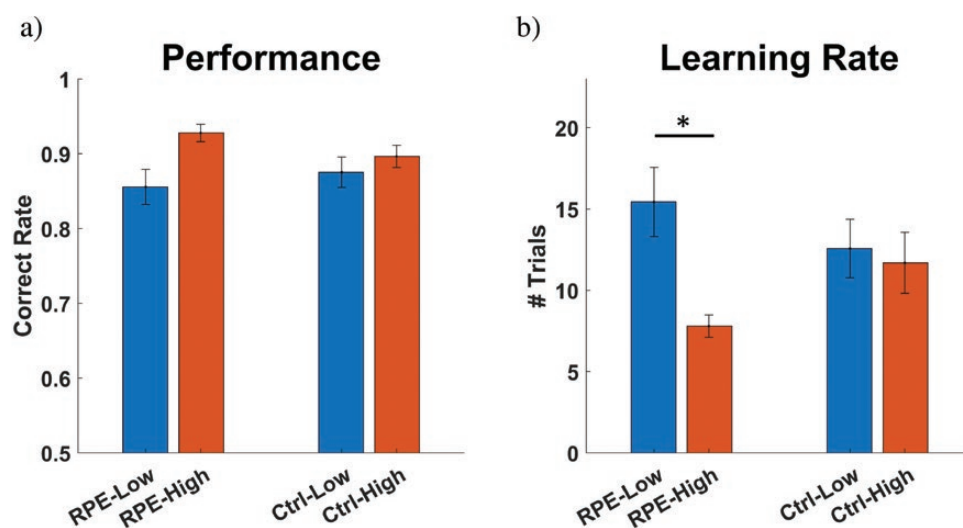 a)
Performance
Correct Rate
1
0.9
0.8
0.7
0.6
0.5
RPE-Low
RPE-High
Ctrl-Low
Ctrl-High
b)
Learning Rate
# Trials
20
15
10
5
0
*
RPE-Low
RPE-High
Ctrl-Low
Ctrl-High